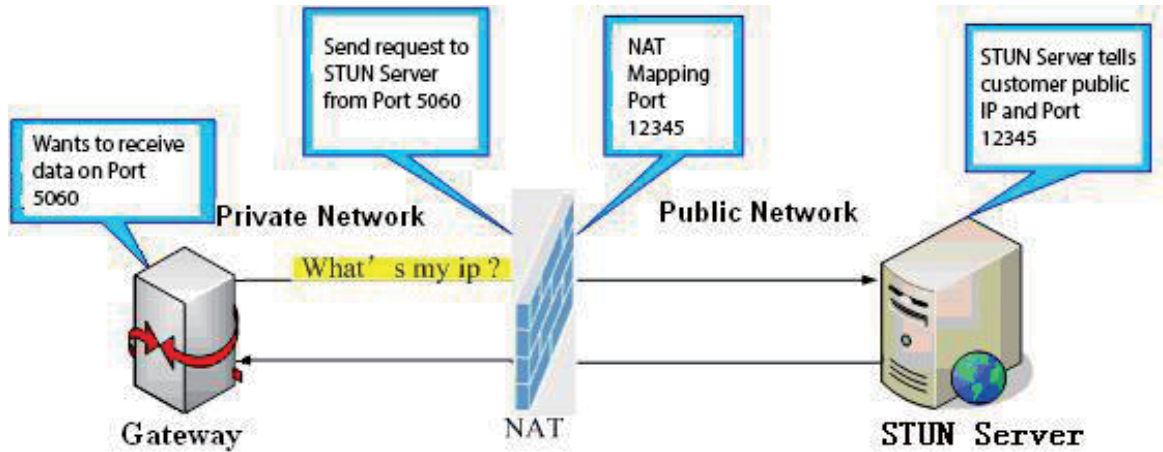 Send request to
STUN Server
from Port 5060
NAT
Mapping
Port
12345
STUN Server tells
customer public
IP and Port
12345
Wants to receive
data on Port
5060
Private Network
Public Network
What’s my ip ?
Gateway
NAT
STUN Server